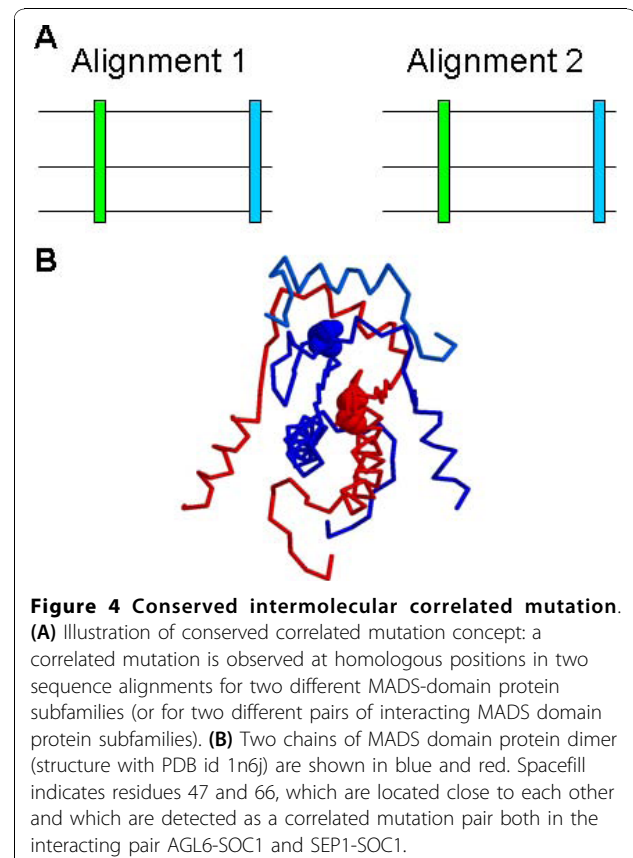 A
Alignment 1
Alignment 2
B
Figure 4 Conserved intermolecular correlated mutation.
(A) Illustration of conserved correlated mutation concept: a
correlated mutation is observed at homologous positions in two
sequence alignments for two different MADS-domain protein
subfamilies (or for two different pairs of interacting MADS domain
protein subfamilies). (B) Two chains of MADS domain protein dimer
(structure with PDB id 1n6j) are shown in blue and red. Spacefill
indicates residues 47 and 66, which are located close to each other
and which are detected as a correlated mutation pair both in the
interacting pair AGL6-SOC1 and SEP1-SOC1.